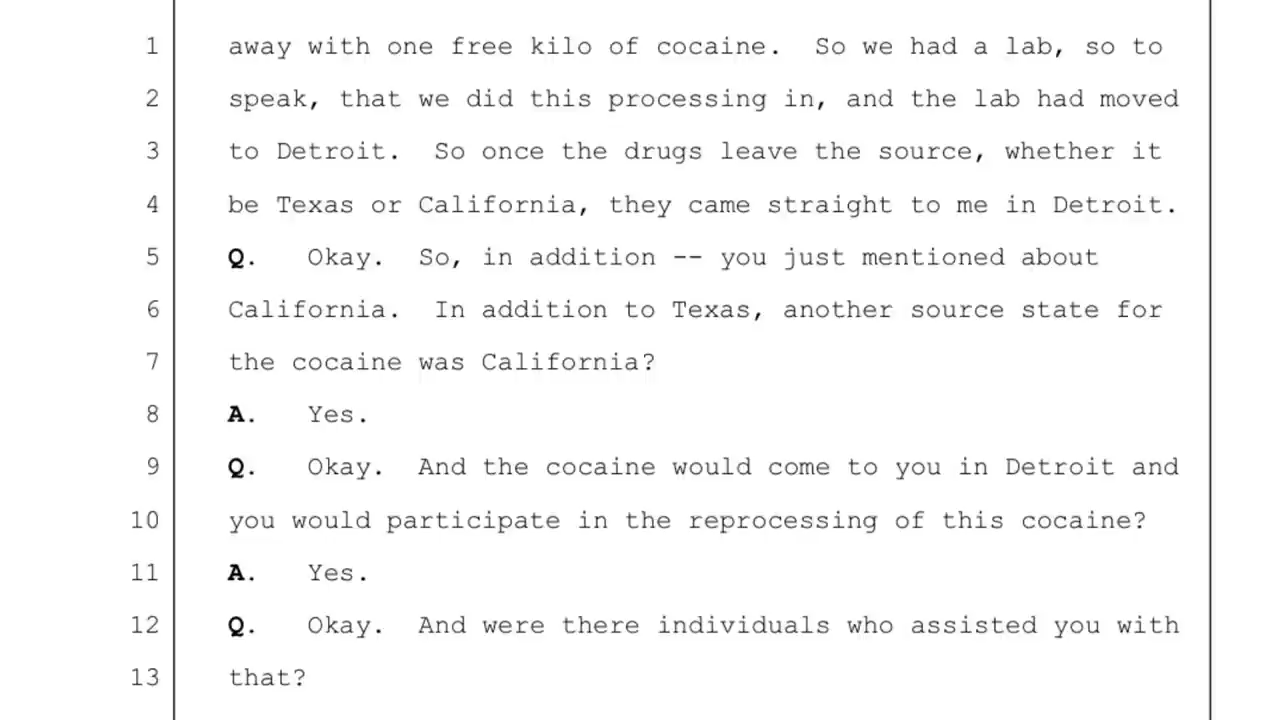 1 away with one free kilo of cocaine.  So we had a lab, so to
2 speak, that we did this processing in, and the lab had moved
3 to Detroit.  So once the drugs leave the source, whether it
4 be Texas or California, they came straight to me in Detroit.
5 Q.   Okay.  So, in addition -- you just mentioned about
6 California.  In addition to Texas, another source state for
7 the cocaine was California?
8 A.   Yes.
9 Q.   Okay.  And the cocaine would come to you in Detroit and
10 you would participate in the reprocessing of this cocaine?
11 A.   Yes.
12 Q.   Okay.  And were there individuals who assisted you with
13 that?